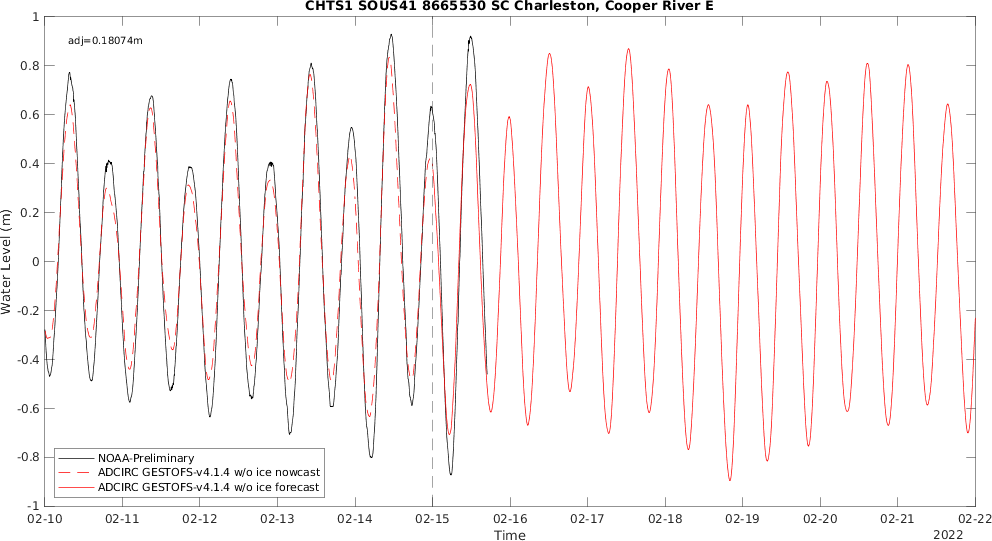 CHTS1 SOUS41 8665530 SC Charleston, Cooper River E
adj=0.18074m
Water Level (m)
1
0.8
0.6
0.4
0.2
0
-0.2
-0.4
-0.6
-0.8
-1
NOAA-Preliminary
ADCIRC GESTOFS-v4.1.4 w/o ice nowcast
ADCIRC GESTOFS-v4.1.4 w/o ice forecast
02-10 02-11 02-12 02-13 02-14 02-15 02-16 02-17 02-18 02-19 02-20 02-21 02-22
Time
2022